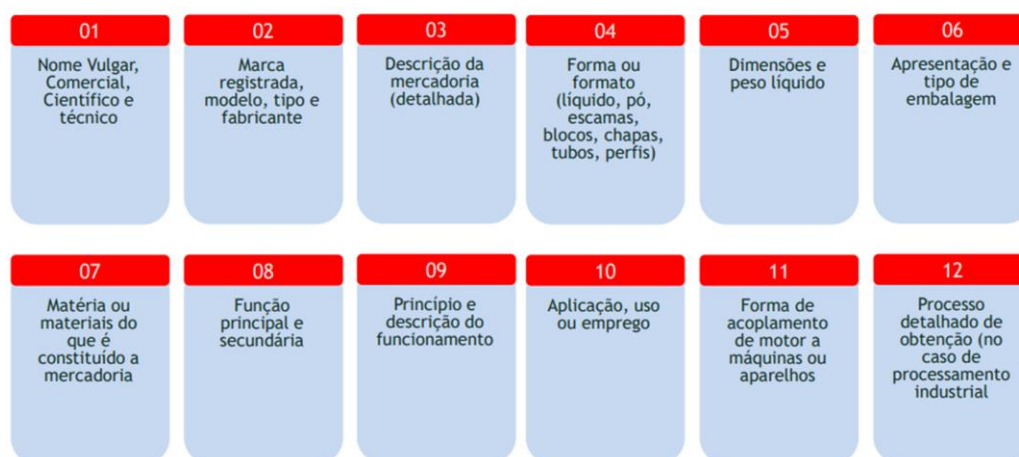 01
Nome Vulgar,
Comercial,
Científico e
técnico
02
Marca
registrada,
modelo, tipo e
fabricante
03
Descrição da
mercadoria
(detalhada)
04
Forma ou
formato
(líquido, pó,
escamas,
blocos, chapas,
tubos, perfis)
05
Dimensões e
peso líquido
06
Apresentação e
tipo de
embalagem
07
Matéria ou
materiais do
que é
constituído a
mercadoria
08
Função
principal e
secundária
09
Princípio e
descrição do
funcionamento
10
Aplicação, uso
ou emprego
11
Forma de
acoplamento
de motor a
máquinas ou
aparelhos
12
Processo
detalhado de
obtenção (no
caso de
processamento
industrial